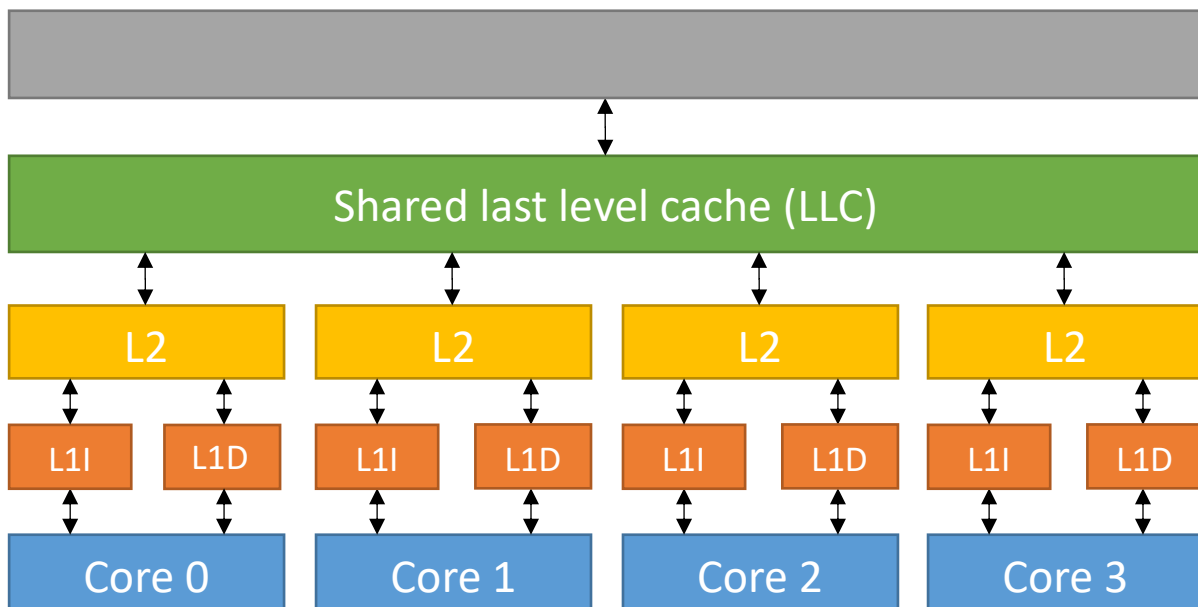 Shared last level cache (LLC)
L2
L2
L2
L2
L1I
L1D
L1I
L1D
L1I
L1D
L1I
L1D
Core 0
Core 1
Core 2
Core 3